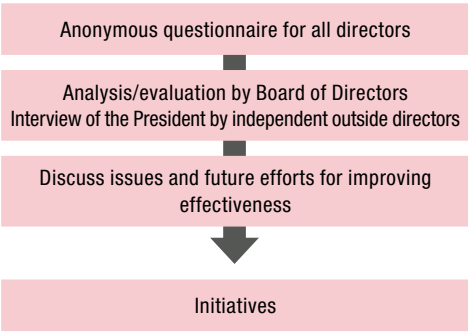 Anonymous questionnaire for all directors
Analysis/evaluation by Board of Directors
Interview of the President by independent outside directors
Discuss issues and future efforts for improving
effectiveness
Initiatives